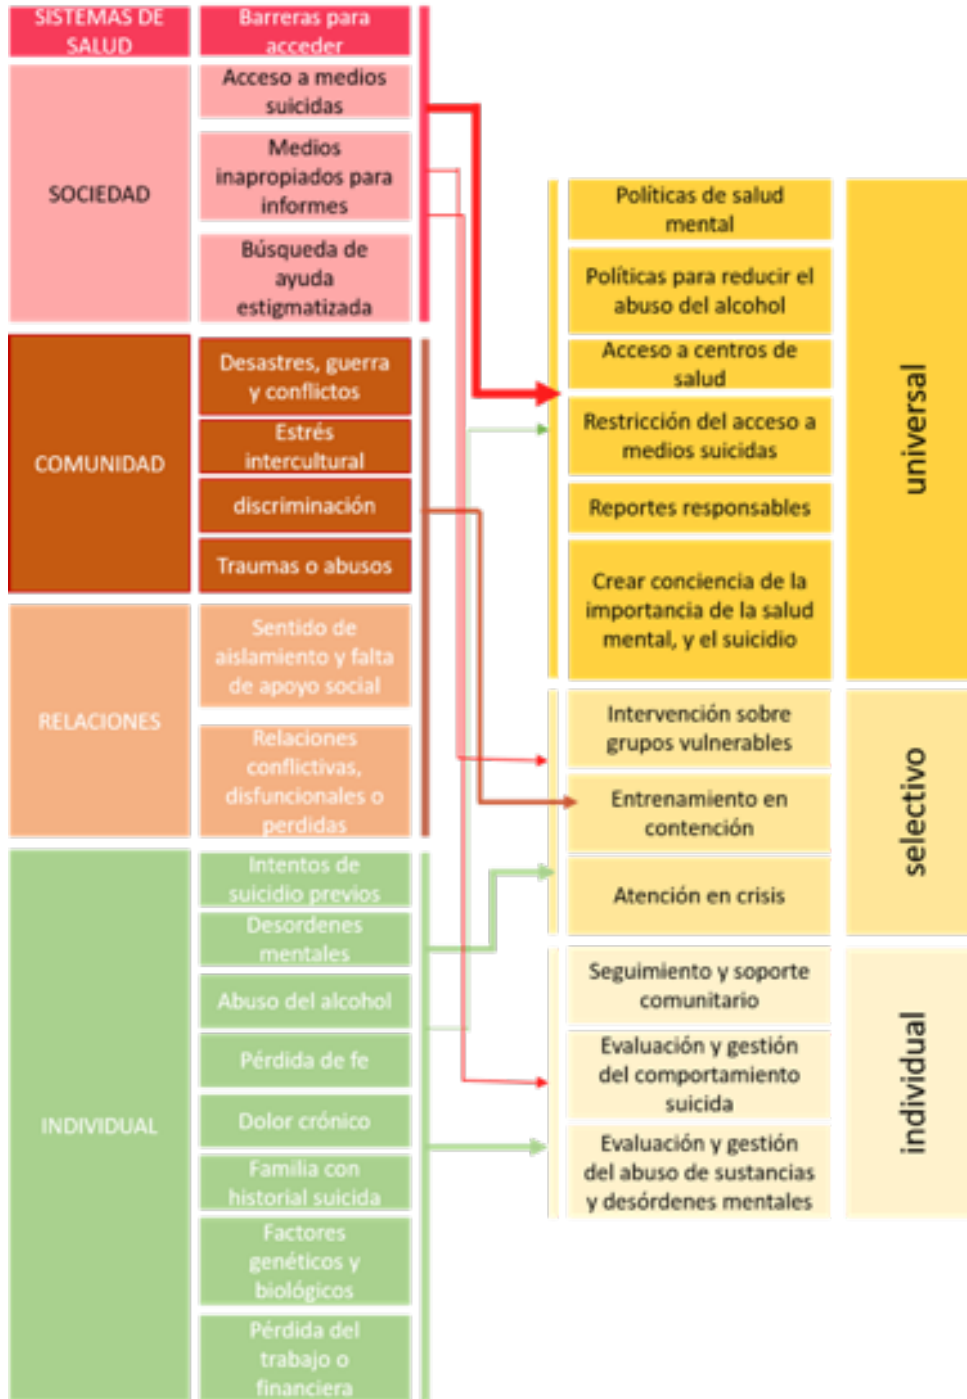 SISTEMAS DE
SALUD
Barreras para
acceder
SOCIEDAD
Acceso a medios
suicidas
Medios
inapropiados para
informes
Búsqueda de
ayuda
estigmatizada
COMUNIDAD
Desastres, guerra
y conflictos
Estrés
intercultural
discriminación
Traumas o abusos
RELACIONES
Sentido de
aislamiento y falta
de apoyo social
Relaciones
conflictivas,
disfuncionales o
perdidas
INDIVIDUAL
Intentos de
suicidio previos
Desordenes
mentales
Abuso del alcohol
Pérdida de fe
Dolor crónico
Familia con
historial suicida
Factores
genéticos y
biológicos
Pérdida del
trabajo o
financiera
Políticas de salud
mental
Políticas para reducir el
abuso del alcohol
Acceso a centros de
salud
Restricción del acceso a
medios suicidas
Reportes responsables
Crear conciencia de la
importancia de la salud
mental, y el suicidio
universal
Intervención sobre
grupos vulnerables
Entrenamiento en
contención
Atención en crisis
selectivo
Seguimiento y soporte
comunitario
Evaluación y gestión
del comportamiento
suicida
Evaluación y gestión
del abuso de sustancias
y desórdenes mentales
individual